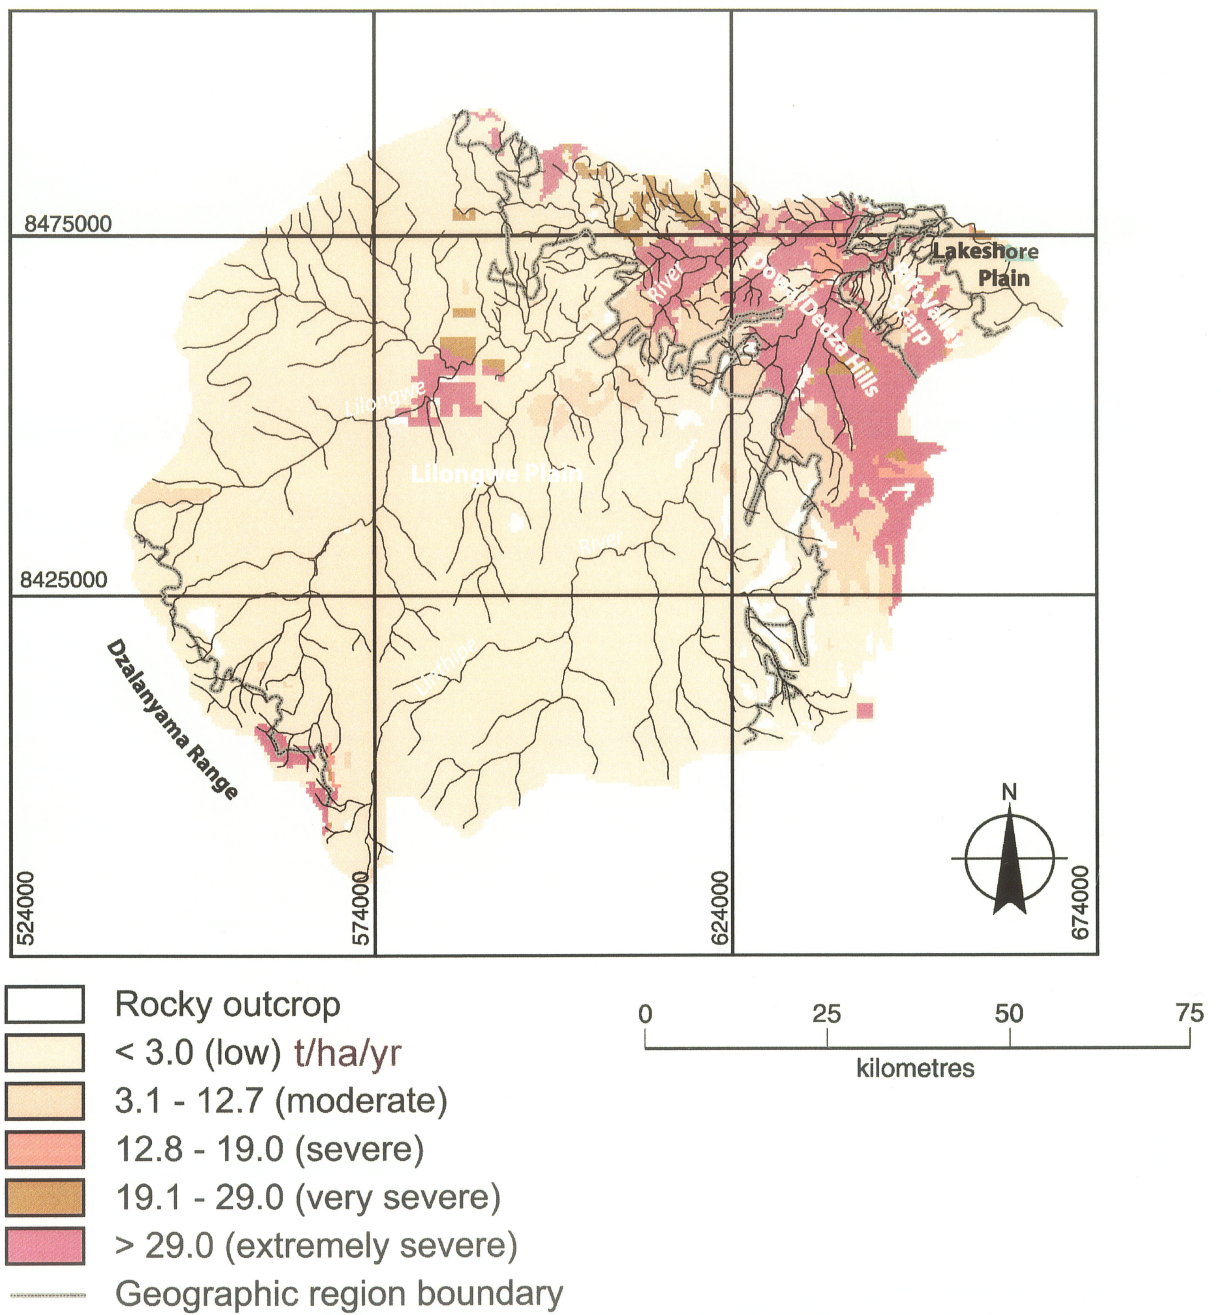 8475000
Lakeshore
Plain
River
Dowa/Dedza Hills
Rift Valley
Scarp
Lilongwe
Lilongwe Plain
River
8425000
Linthipe
Dzalanyama Range
N
524000
574000
624000
674000
Rocky outcrop
< 3.0 (low) t/ha/yr
3.1 - 12.7 (moderate)
12.8 - 19.0 (severe)
19.1 - 29.0 (very severe)
> 29.0 (extremely severe)
Geographic region boundary
0 25 50 75
kilometres